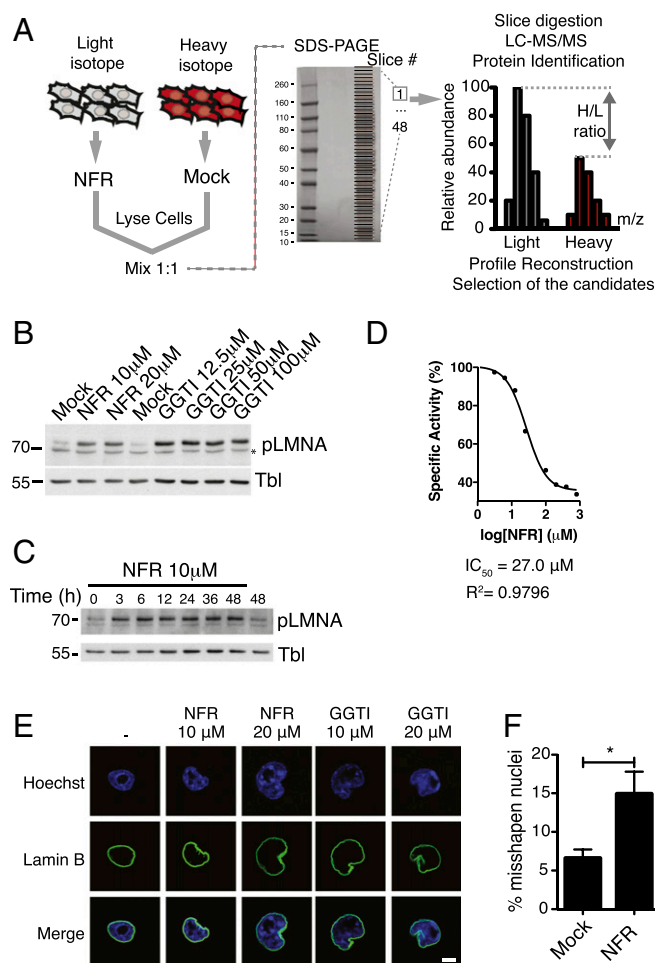 A
Light isotope
Heavy isotope
NFR
Mock
Lyse Cells
Mix 1:1
SDS-PAGE
Slice #
260
160
110
80
60
50
40
30
20
15
10
1
...
48
Slice digestion
LC-MS/MS
Protein Identification
Relative abundance
100
80
60
40
20
0
H/L ratio
m/z
Light
Heavy
Profile Reconstruction
Selection of the candidates
B
Mock
NFR 10µM
NFR 20µM
Mock
GGTI 12.5µM
GGTI 25µM
GGTI 50µM
GGTI 100µM
70
pLMNA
*
55
Tbl
C
NFR 10µM
Time (h) 0 3 6 12 24 36 48 48
70
pLMNA
55
Tbl
D
Specific Activity (%)
100
80
60
40
0 1 2 3
log[NFR] (µM)
IC50 = 27.0 µM
R²= 0.9796
E
-
NFR 10 µM
NFR 20 µM
GGTI 10 µM
GGTI 20 µM
Hoechst
Lamin B
Merge
F
% misshapen nuclei
20
15
10
5
0
*
Mock
NFR